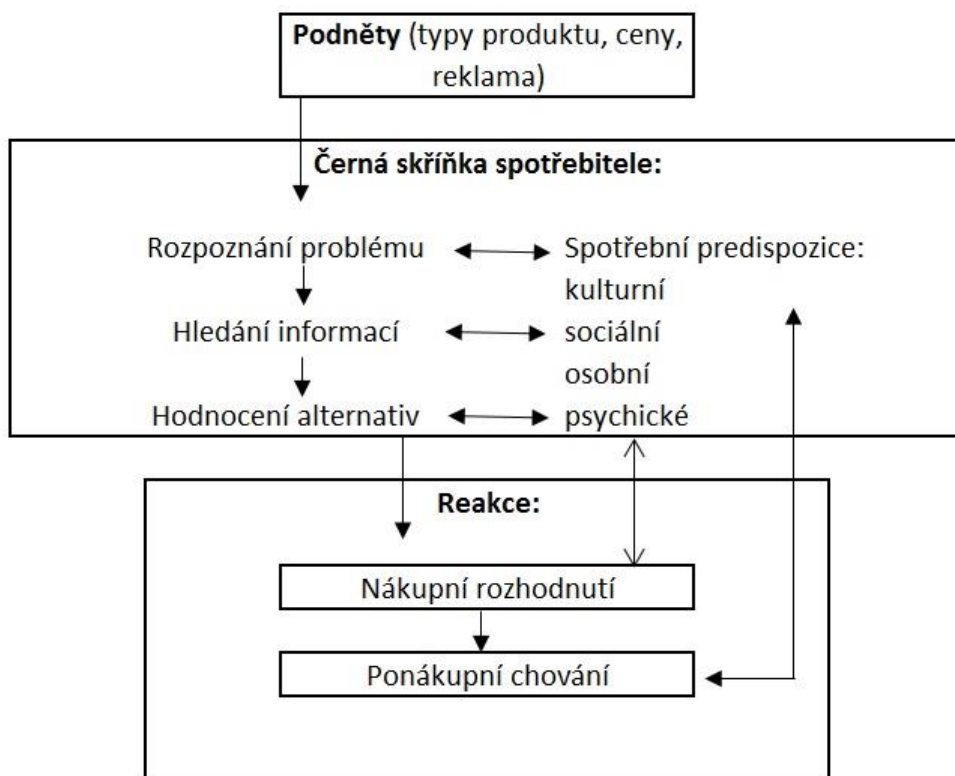 Podněty (typy produktu, ceny,
reklama)
Černá skříňka spotřebitele:
Rozpoznání problému
Spotřební predispozice:
kulturní
Hledání informací
sociální
osobní
Hodnocení alternativ
psychické
Reakce:
Nákupní rozhodnutí
Ponákupní chování